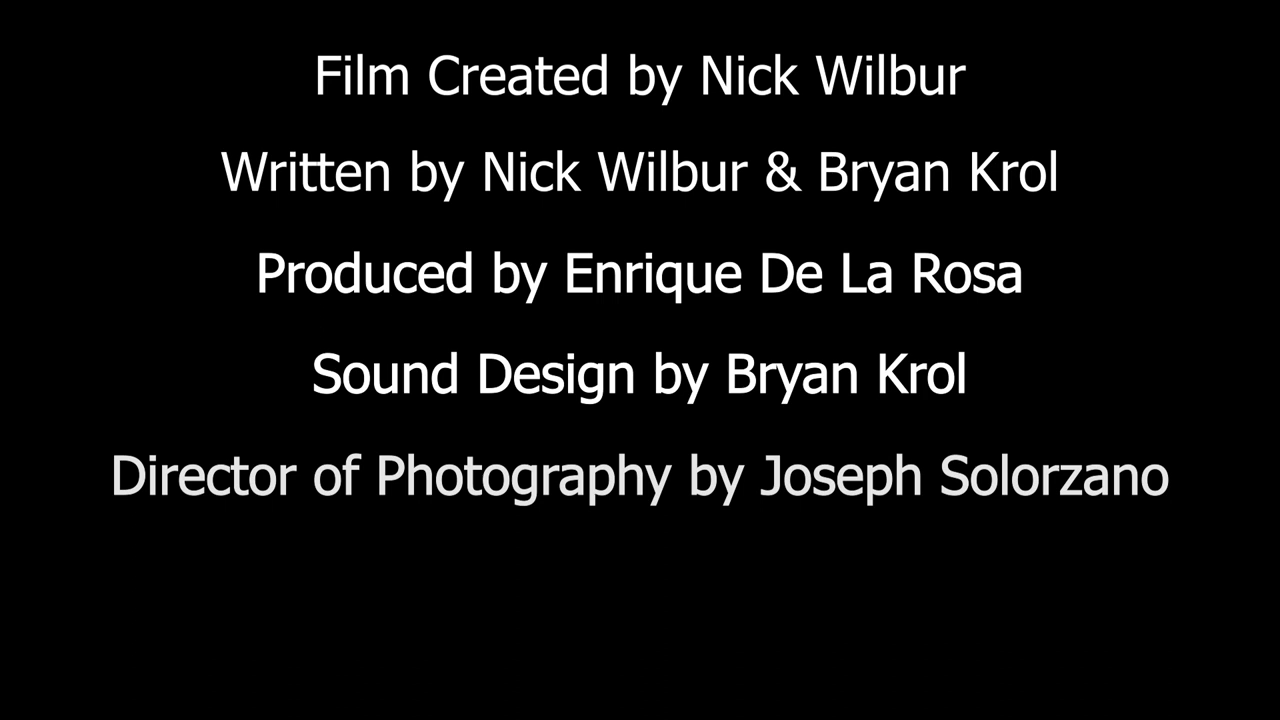 Film Created by Nick Wilbur
Written by Nick Wilbur & Bryan Krol
Produced by Enrique De La Rosa
Sound Design by Bryan Krol
Director of Photography by Joseph Solorzano